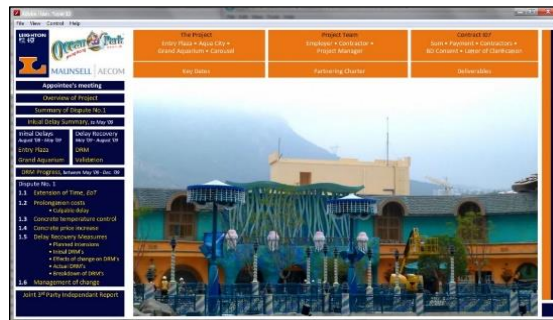 File View Control Help
LEIGHTON
Ocean Park
MAUNSELL | AECOM
Appointee's meeting
Overview of Project
Summary of Dispute No.1
Initial Delay Summary, to May '09
Initial Delays
August '08 - May '09
Entry Plaza
Grand Aquarium
Delay Recovery
May '09 - August '09
DRM
Validation
DRM Progress, between May '09 - Dec. '09
Dispute No. 1
1.1 Extension of Time, EoT
1.2 Prolongation costs
• Culpable delay
1.3 Concrete temperature control
1.4 Concrete price increase
1.5 Delay Recovery Measures
• Planned intensions
• Initial DRM's
• Effects of change on DRM's
• Actual DRM's
• Breakdown of DRM's
1.6 Management of change
Joint 3rd Party Independent Report
The Project
Entry Plaza • Aqua City •
Grand Aquarium • Carousel
Project Team
Employer • Contractor •
Project Manager
Sum • Payment • Contractors •
BD Consent • Letter of Clarification
Key Dates
Partnering Charter
Deliverables